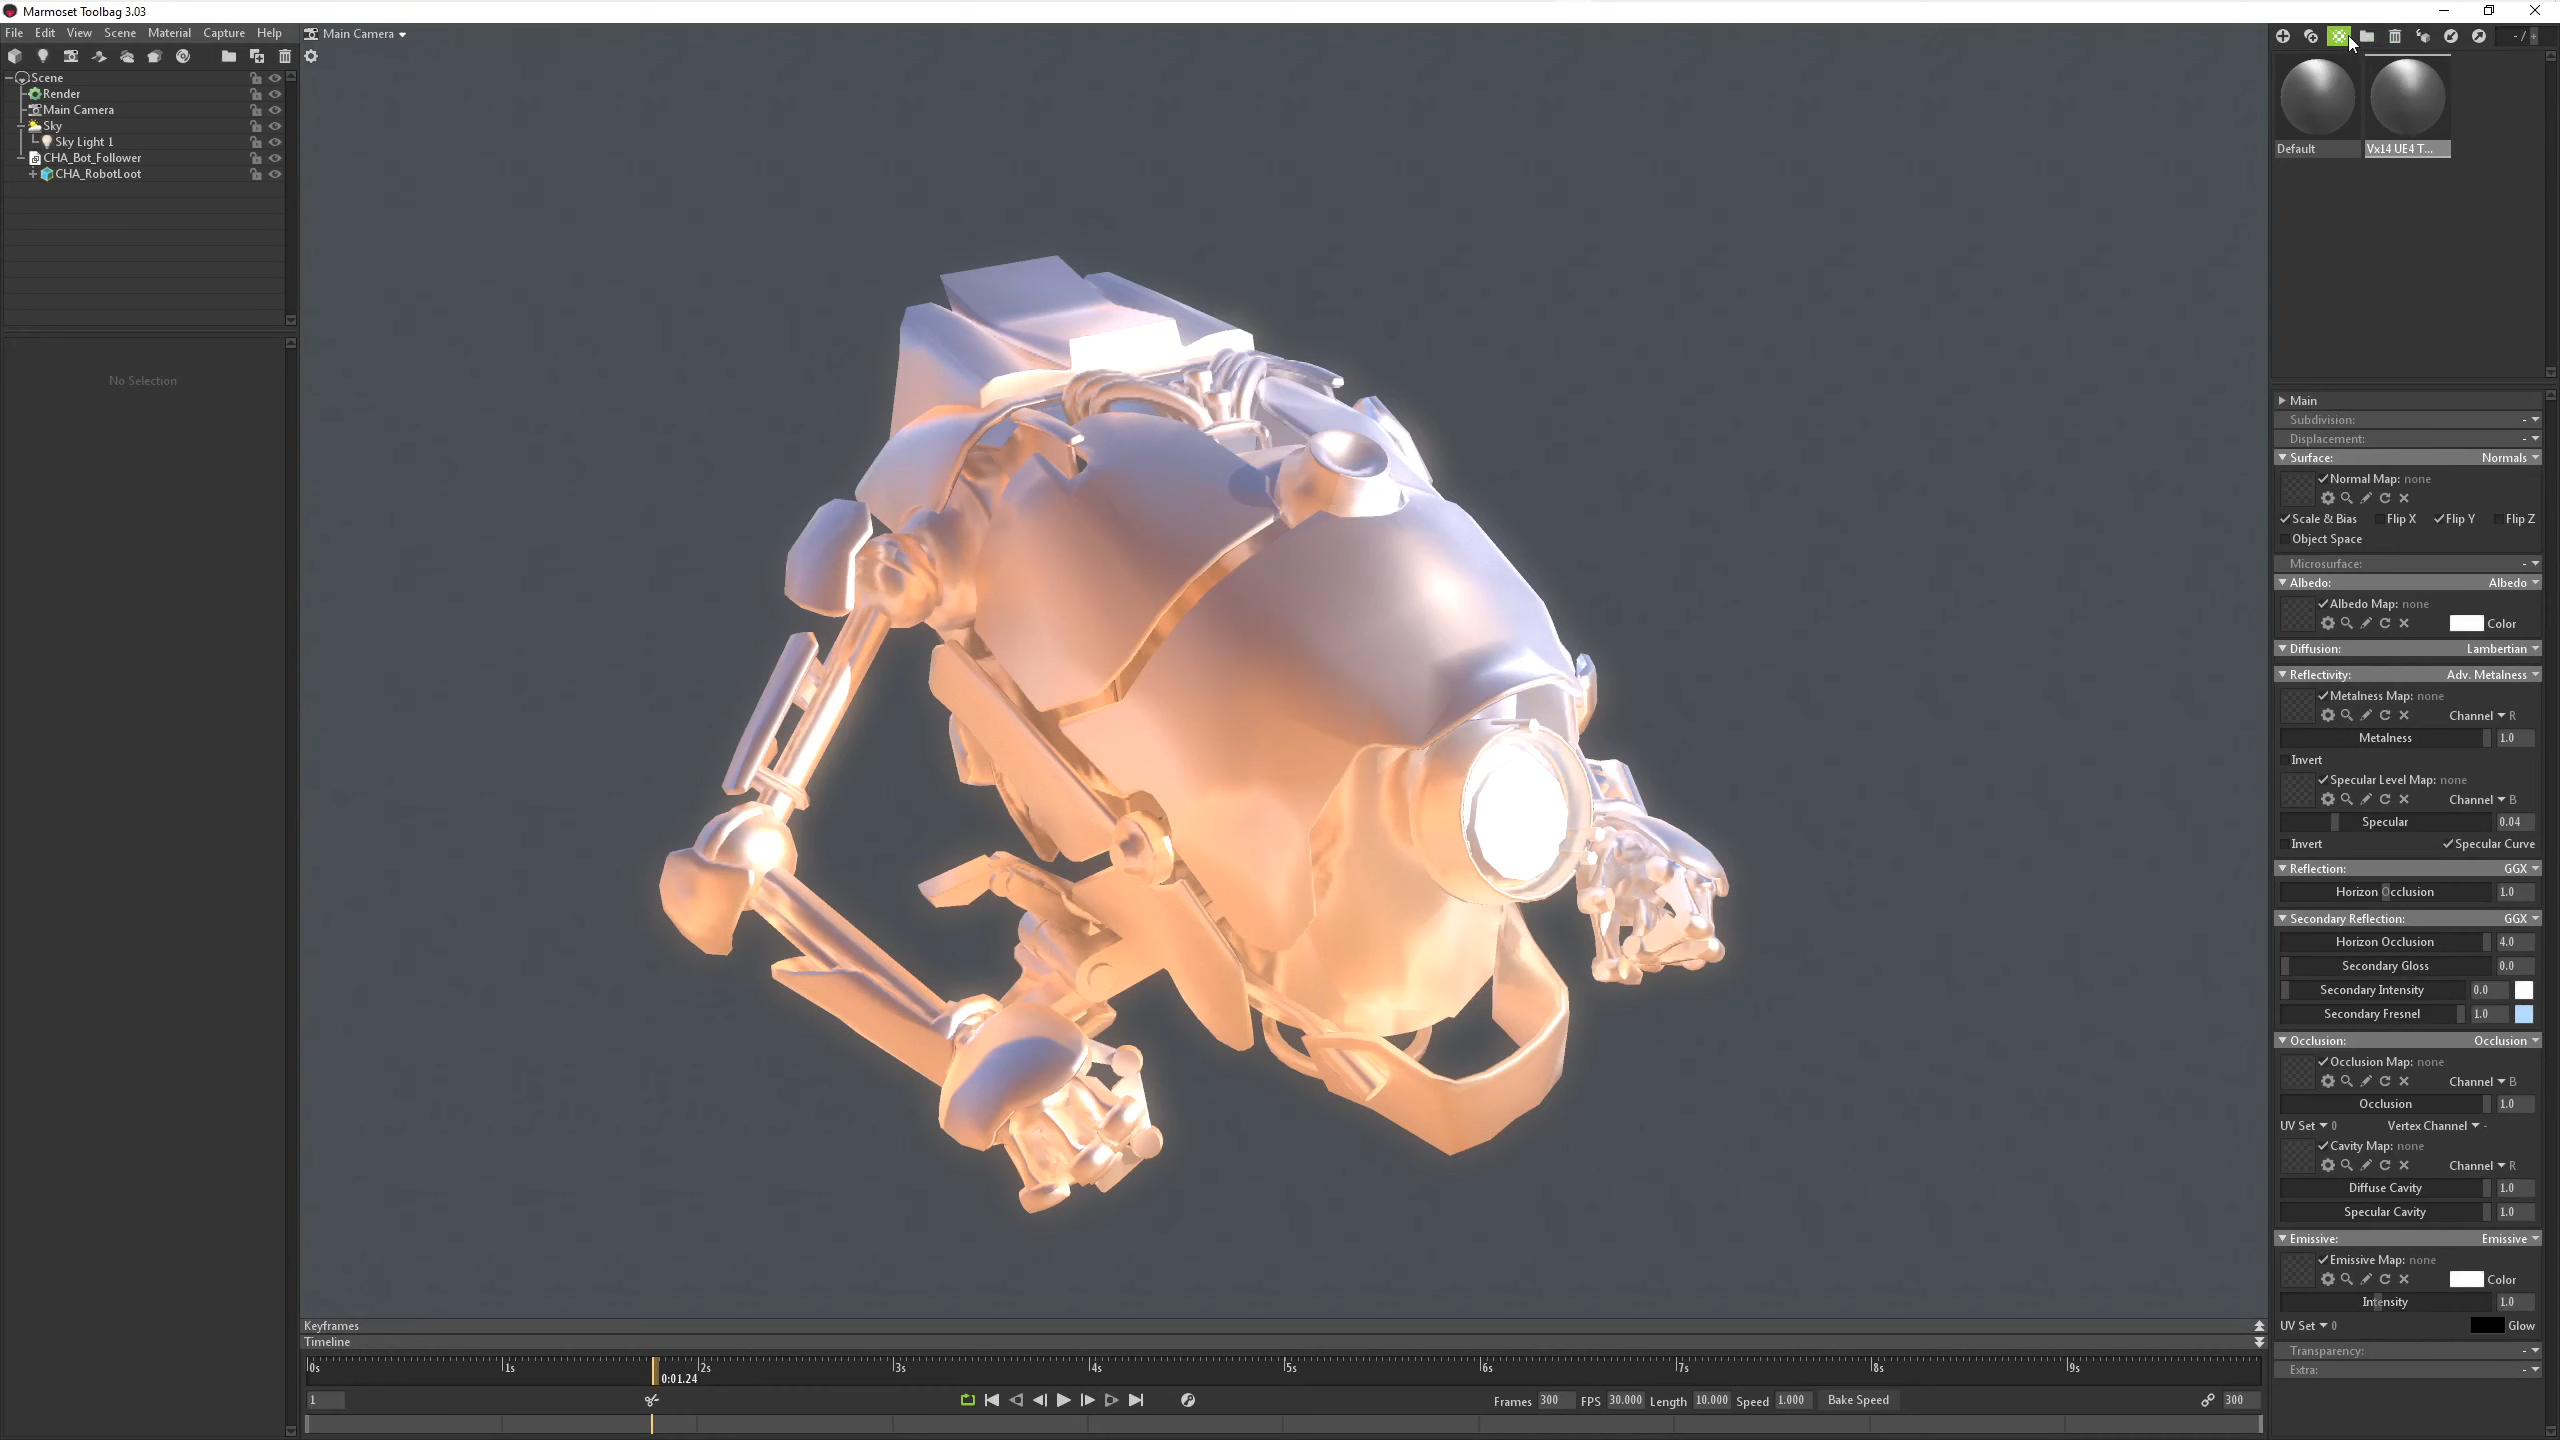 Marmoset Toolbag 3.03
File Edit View Scene Material Capture Help
Main Camera
- / +
Scene
Render
Main Camera
Sky
Sky Light 1
CHA_Bot_Follower
CHA_RobotLoot
No Selection
Default
Vx14 UE4 T...
Main
Subdivision: -
Displacement: -
Surface: Normals
Normal Map: none
Scale & Bias Flip X Flip Y Flip Z
Object Space
Microsurface: -
Albedo: Albedo
Albedo Map: none
Color
Diffusion: Lambertian
Reflectivity: Adv. Metalness
Metalness Map: none
Channel R
Metalness 1.0
Invert
Specular Level Map: none
Channel B
Specular 0.04
Invert Specular Curve
Reflection: GGX
Horizon Occlusion 1.0
Secondary Reflection: GGX
Horizon Occlusion 4.0
Secondary Gloss 0.0
Secondary Intensity 0.0
Secondary Fresnel 1.0
Occlusion: Occlusion
Occlusion Map: none
Channel B
Occlusion 1.0
UV Set 0 Vertex Channel -
Cavity Map: none
Channel R
Diffuse Cavity 1.0
Specular Cavity 1.0
Emissive: Emissive
Emissive Map: none
Color
Intensity 1.0
UV Set 0 Glow
Transparency: -
Extra: -
Keyframes
Timeline
0s 1s 2s 3s 4s 5s 6s 7s 8s 9s
0:01.24
1 Frames 300 FPS 30.000 Length 10.000 Speed 1.000 Bake Speed 300